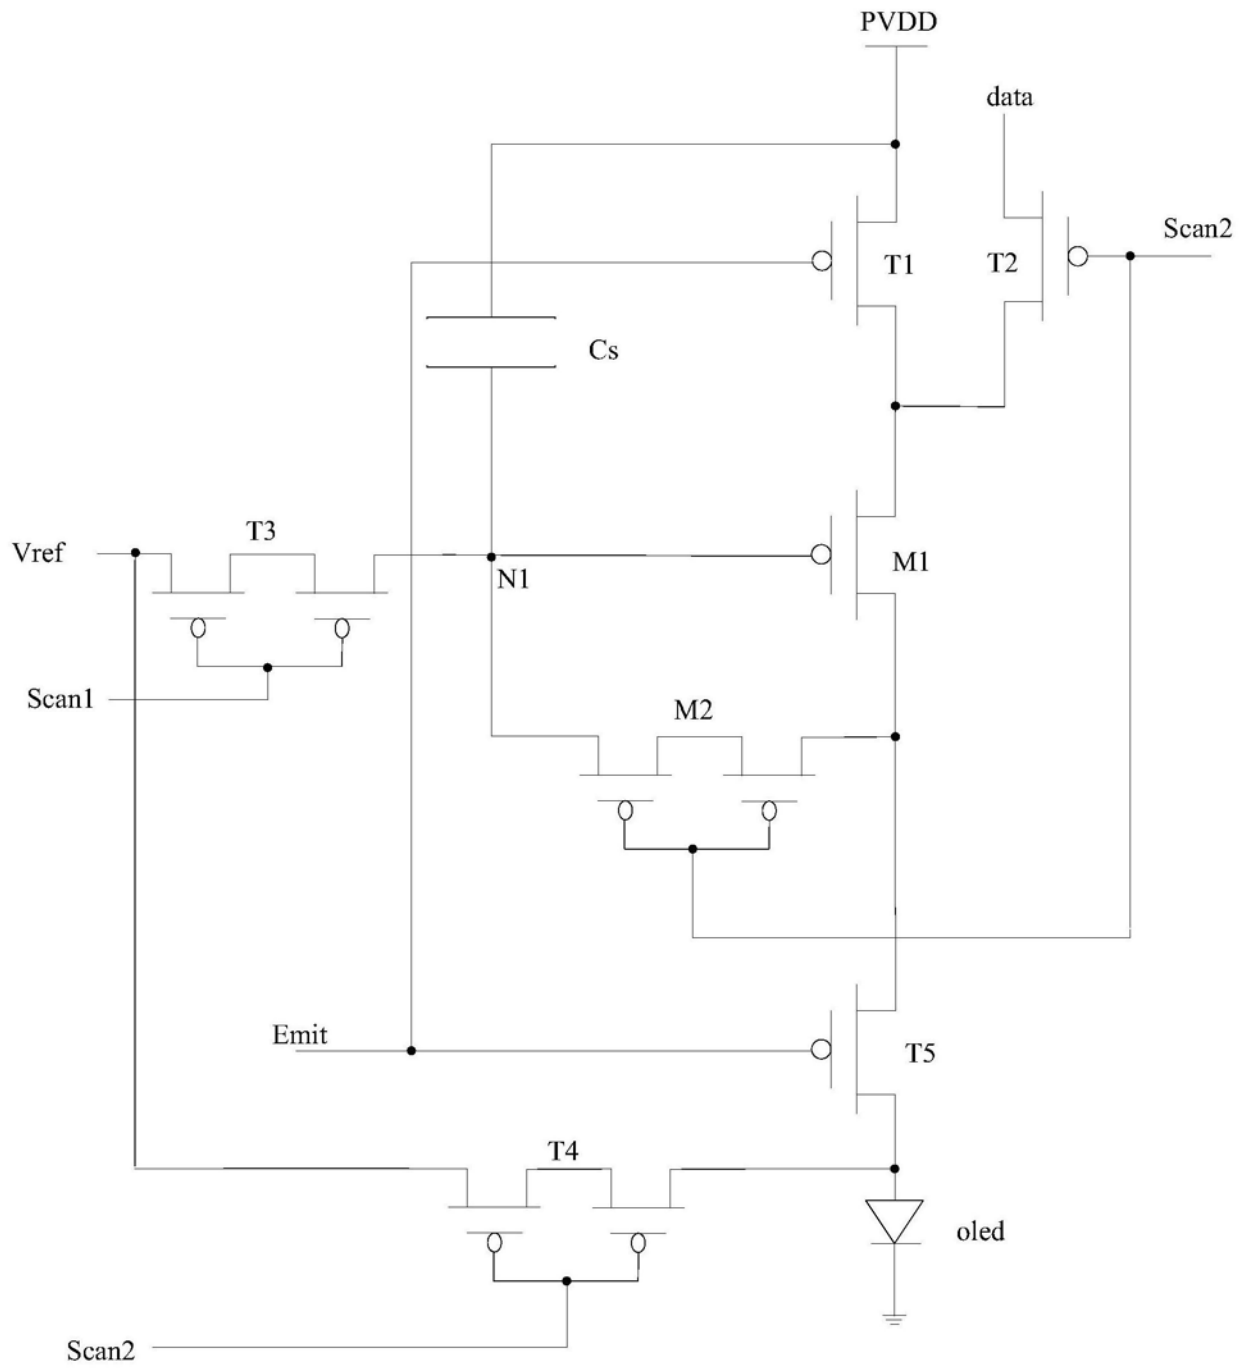 PVDD
data
Scan2
T1
T2
Cs
T3
Vref
M1
N1
Scan1
M2
Emit
T5
T4
oled
Scan2